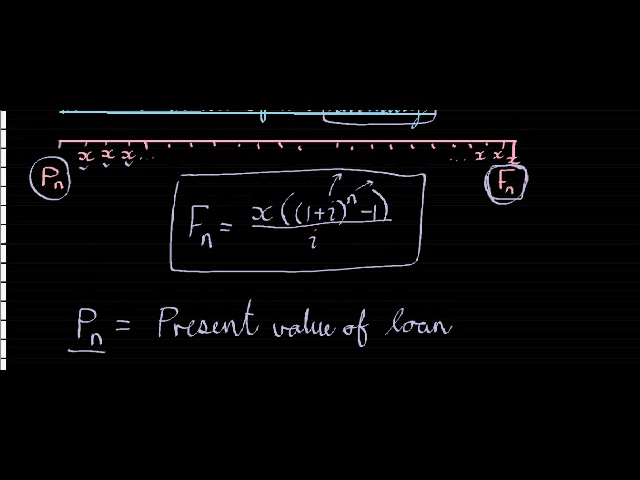 x x x ... ... x x x
Pn Fn
Fn = x((1+i)^n -1) / i
Pn = Present value of loan